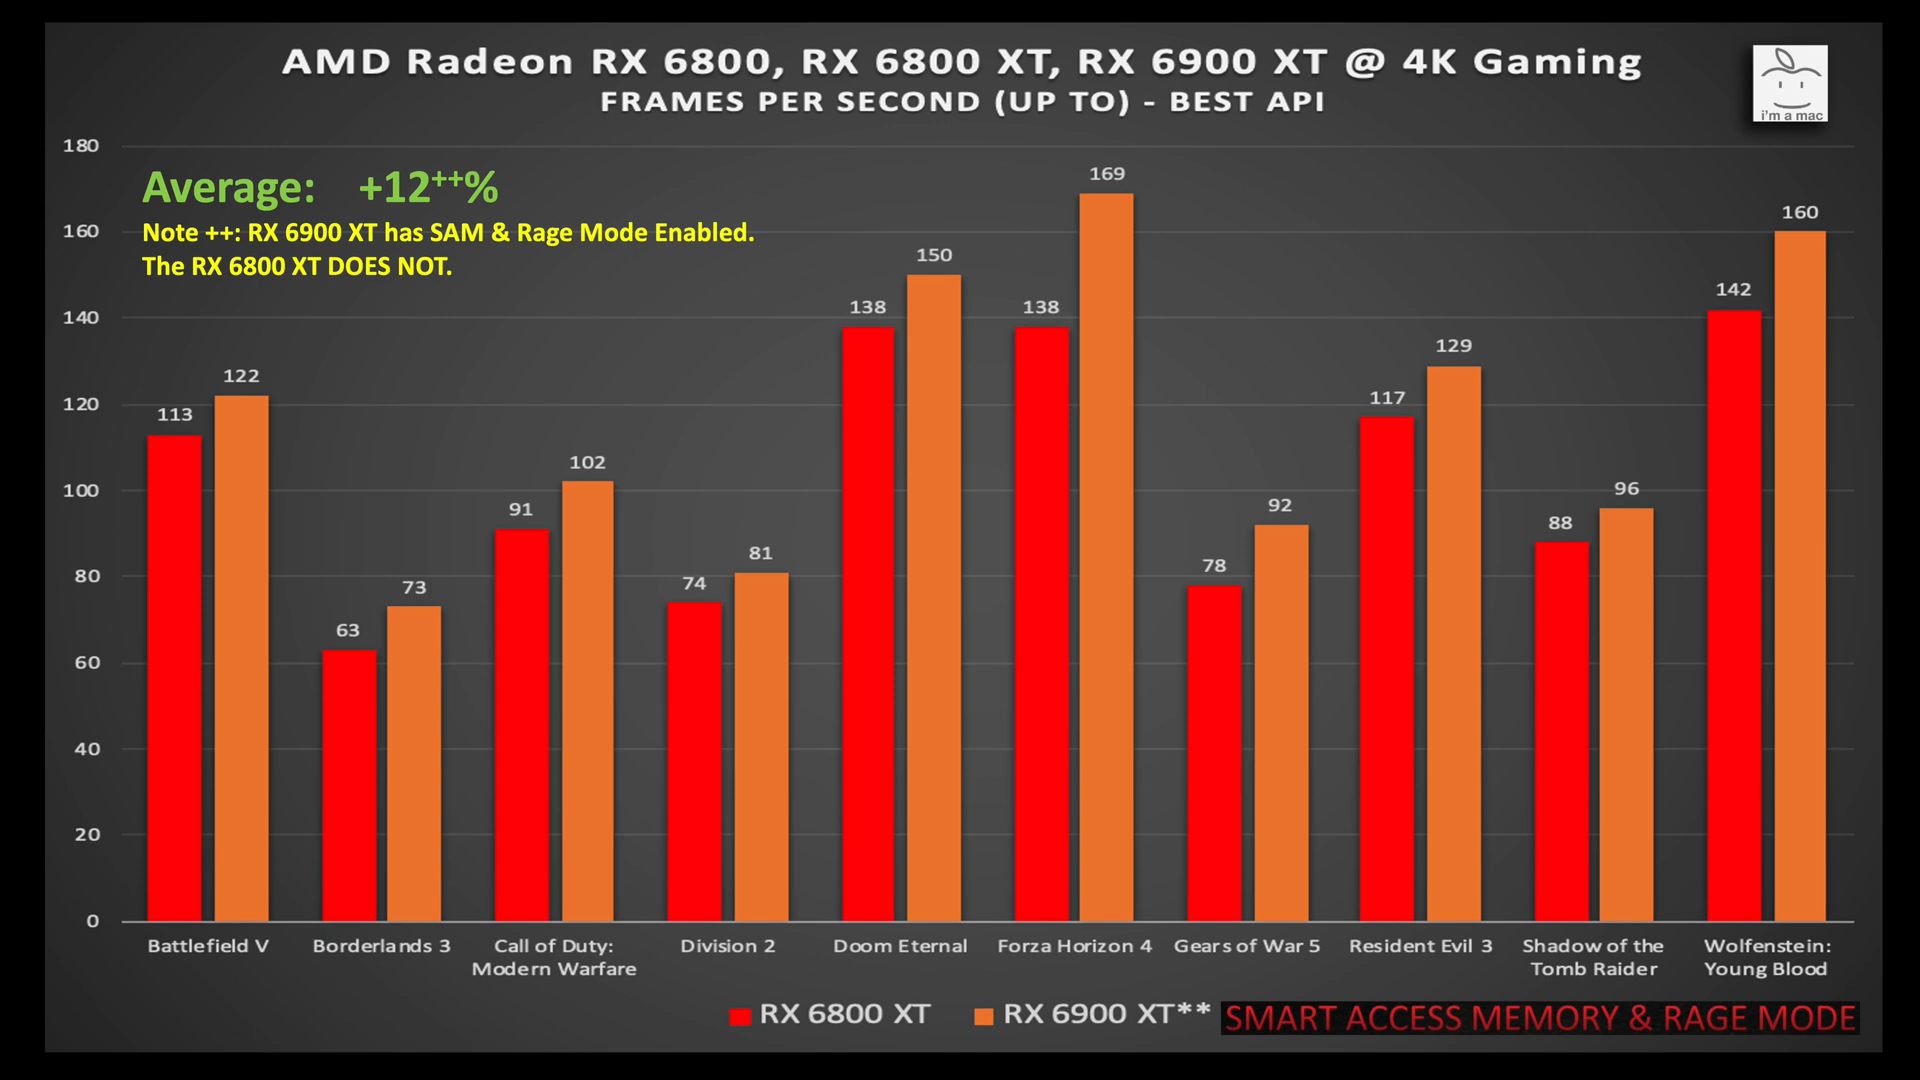 AMD Radeon RX 6800, RX 6800 XT, RX 6900 XT @ 4K Gaming
FRAMES PER SECOND (UP TO) - BEST API
i'm a mac
Average: +12++%
Note ++: RX 6900 XT has SAM & Rage Mode Enabled.
The RX 6800 XT DOES NOT.
180
160
140
120
100
80
60
40
20
0
113
122
63
73
91
102
74
81
138
150
138
169
78
92
117
129
88
96
142
160
Battlefield V
Borderlands 3
Call of Duty:
Modern Warfare
Division 2
Doom Eternal
Forza Horizon 4
Gears of War 5
Resident Evil 3
Shadow of the
Tomb Raider
Wolfenstein:
Young Blood
RX 6800 XT
RX 6900 XT**
SMART ACCESS MEMORY & RAGE MODE